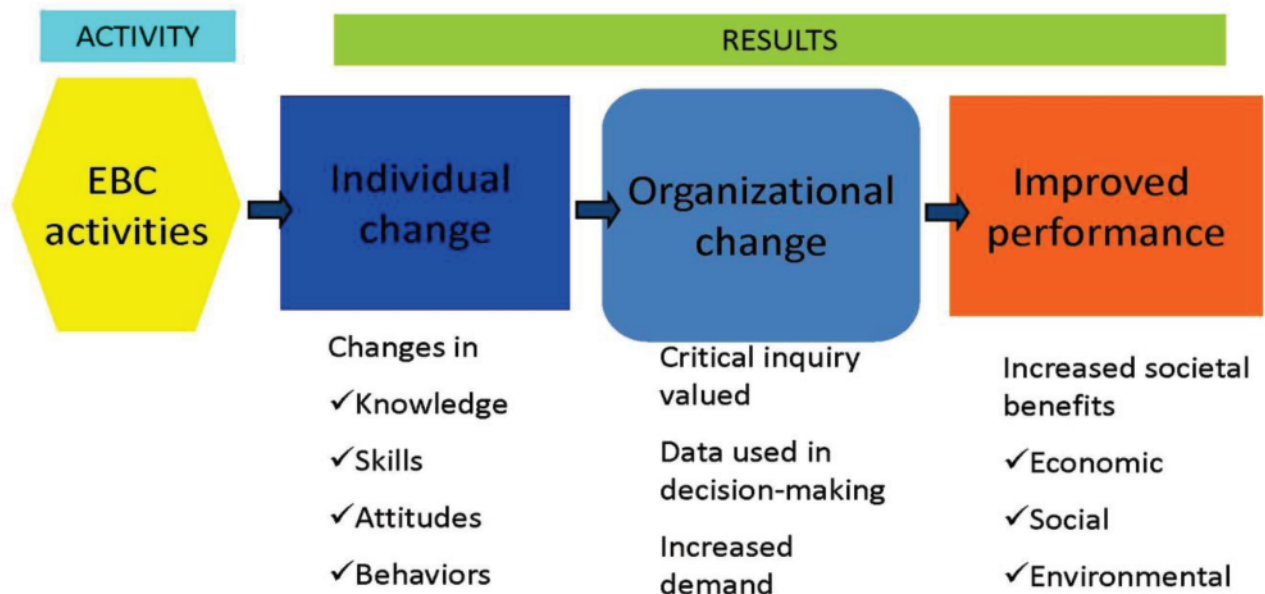 ACTIVITY
RESULTS
EBC
activities
Individual
change
Organizational
change
Improved
performance
Changes in
✓Knowledge
✓Skills
✓Attitudes
✓Behaviors
Critical inquiry
valued
Data used in
decision-making
Increased
demand
Increased societal
benefits
✓Economic
✓Social
✓Environmental